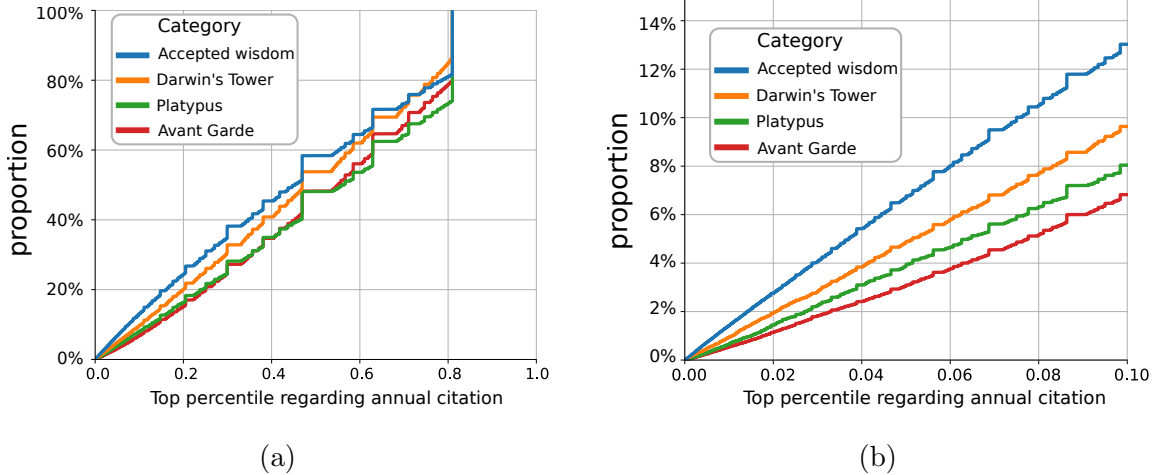 100%
80%
60%
40%
20%
0%
proportion
Category
Accepted wisdom
Darwin's Tower
Platypus
Avant Garde
0.0 0.2 0.4 0.6 0.8 1.0
Top percentile regarding annual citation
(a)
14%
12%
10%
8%
6%
4%
2%
0%
proportion
Category
Accepted wisdom
Darwin's Tower
Platypus
Avant Garde
0.00 0.02 0.04 0.06 0.08 0.10
Top percentile regarding annual citation
(b)